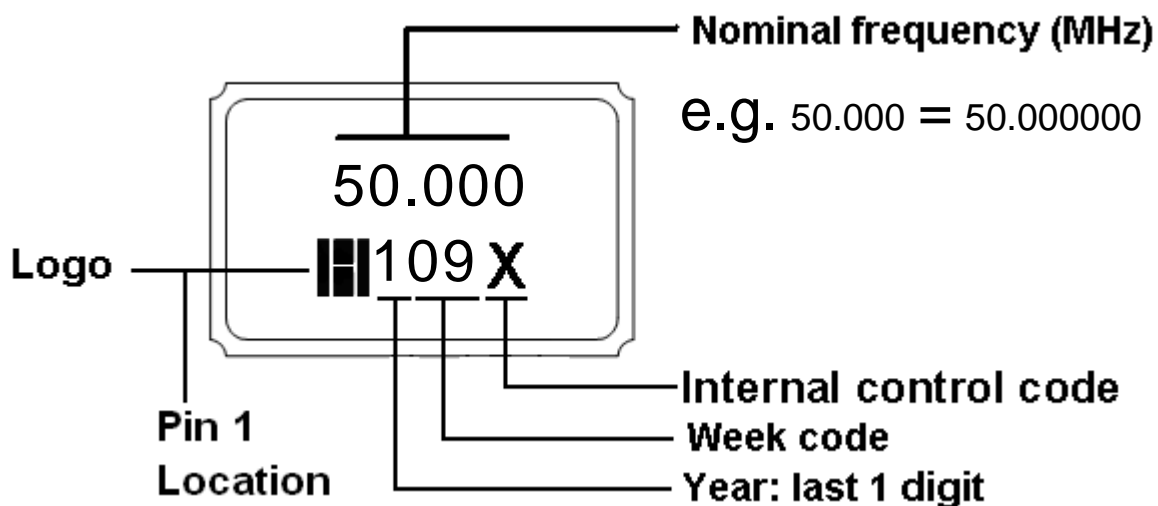 Nominal frequency (MHz)
e.g. 50.000 = 50.000000
50.000
Logo
109 X
Internal control code
Pin 1
Location
Week code
Year: last 1 digit